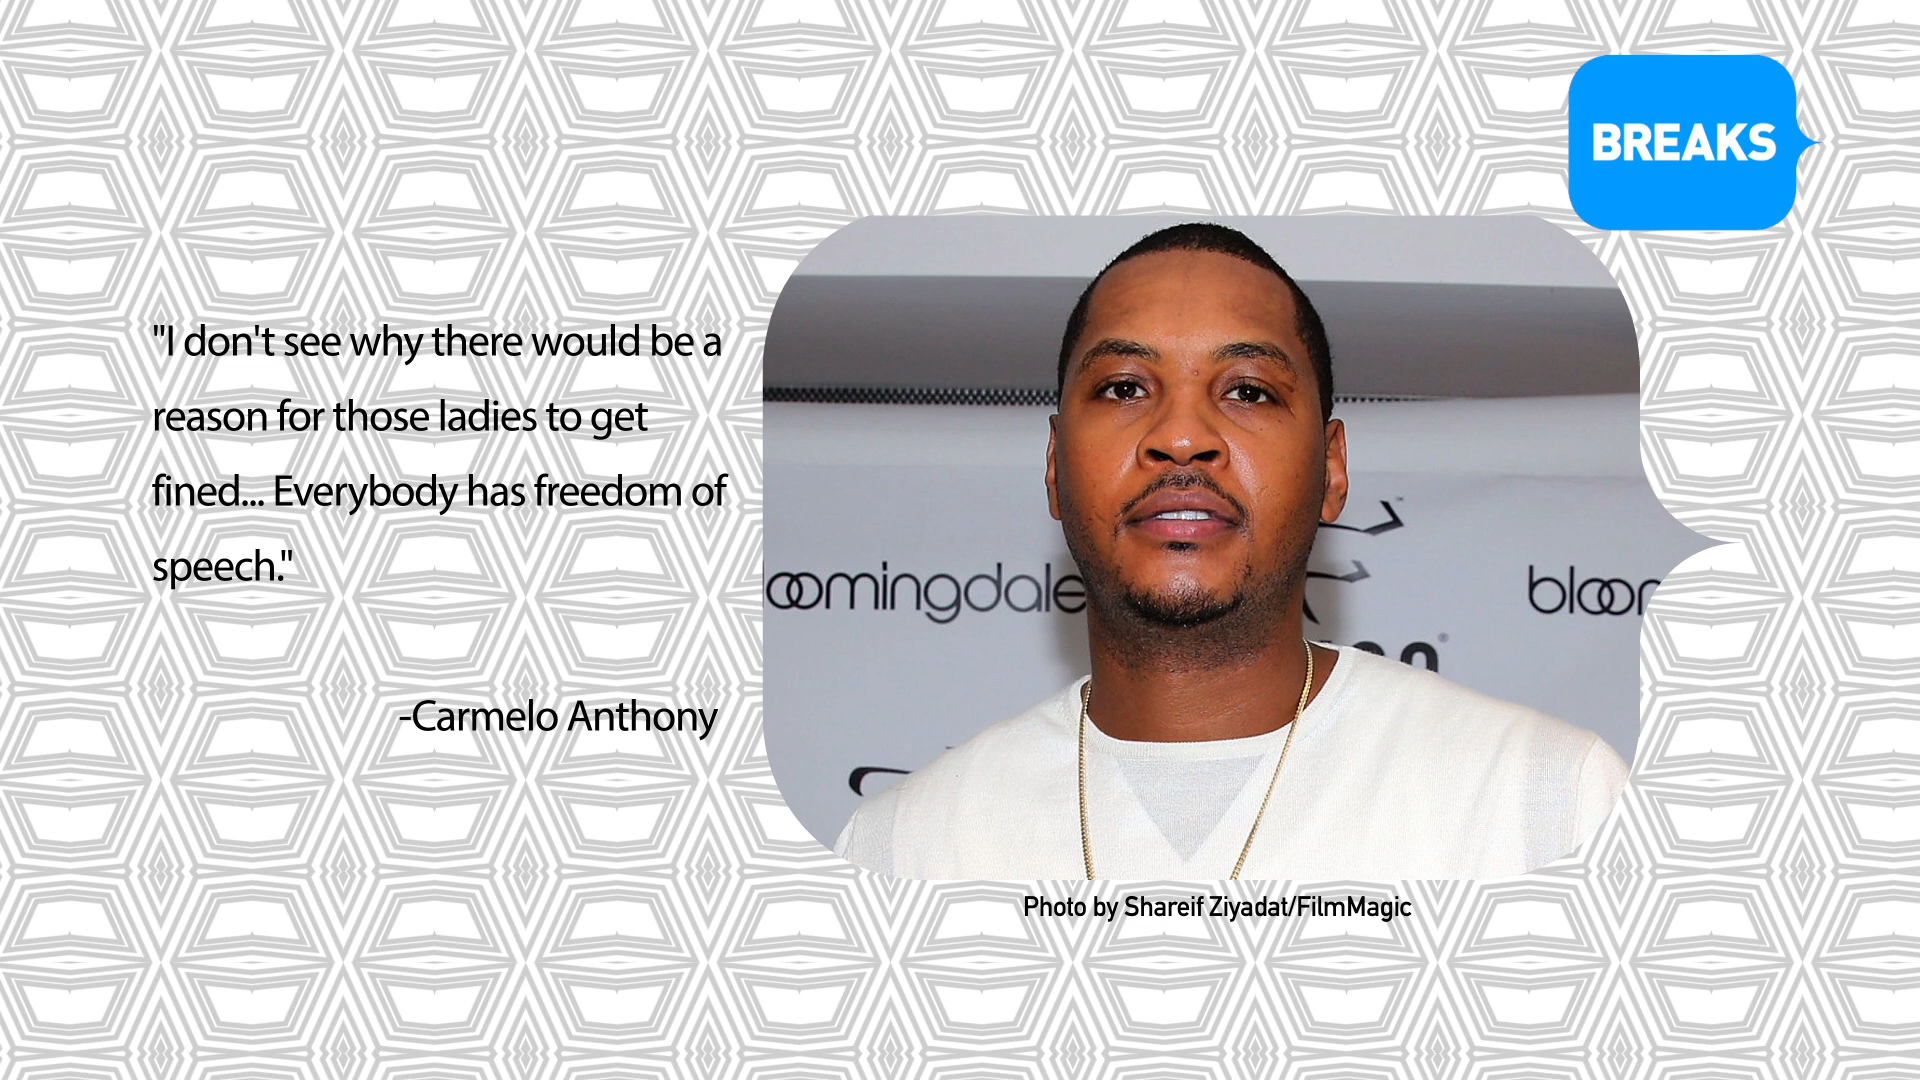 BREAKS
"I don't see why there would be a
reason for those ladies to get
fined... Everybody has freedom of
speech."
-Carmelo Anthony
oomingdale
bloor
Photo by Shareif Ziyadat/FilmMagic